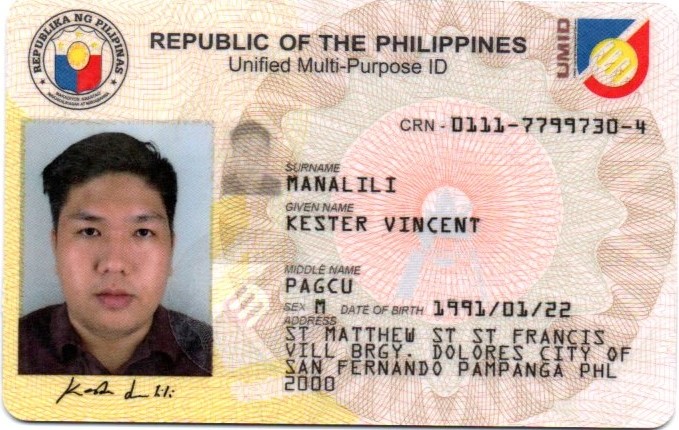 REPUBLIKA NG PILIPINAS
REPUBLIC OF THE PHILIPPINES
Unified Multi-Purpose ID
UMID
CRN - 0111-7799730-4
SURNAME
MANALILI
GIVEN NAME
KESTER VINCENT
MIDDLE NAME
PAGCU
SEX M DATE OF BIRTH 1991/01/22
ADDRESS
ST MATTHEW ST ST FRANCIS
VILL BRGY. DOLORES CITY OF
SAN FERNANDO PAMPANGA PHL
2000